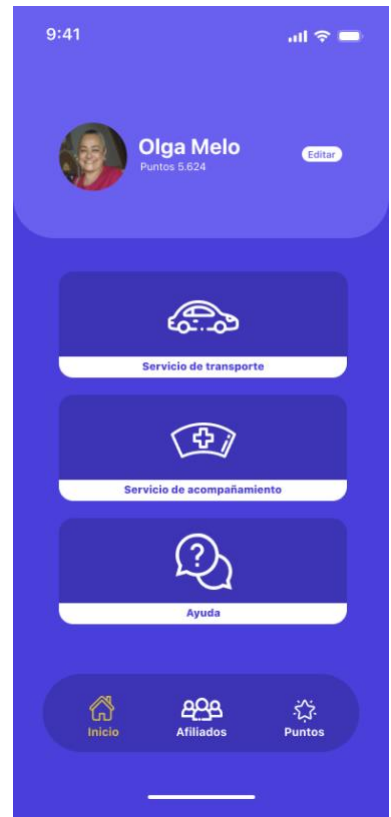 9:41
Olga Melo
Puntos 5.624
Editar
Servicio de transporte
Servicio de acompañamiento
Ayuda
Inicio
Afiliados
Puntos